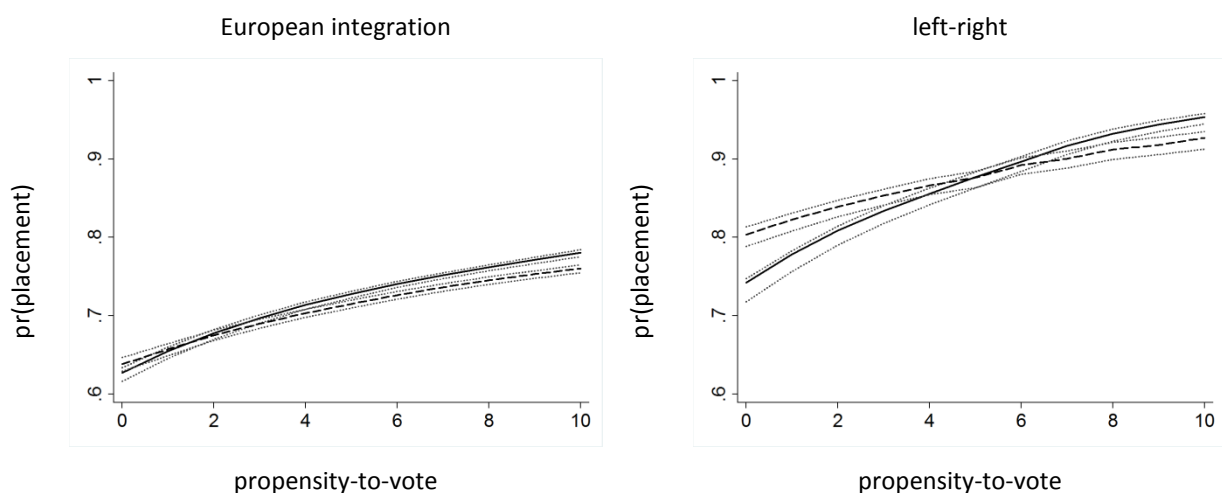 European integration
pr(placement)
1
.9
.8
.7
.6
0 2 4 6 8 10
propensity-to-vote
left-right
pr(placement)
1
.9
.8
.7
.6
0 2 4 6 8 10
propensity-to-vote